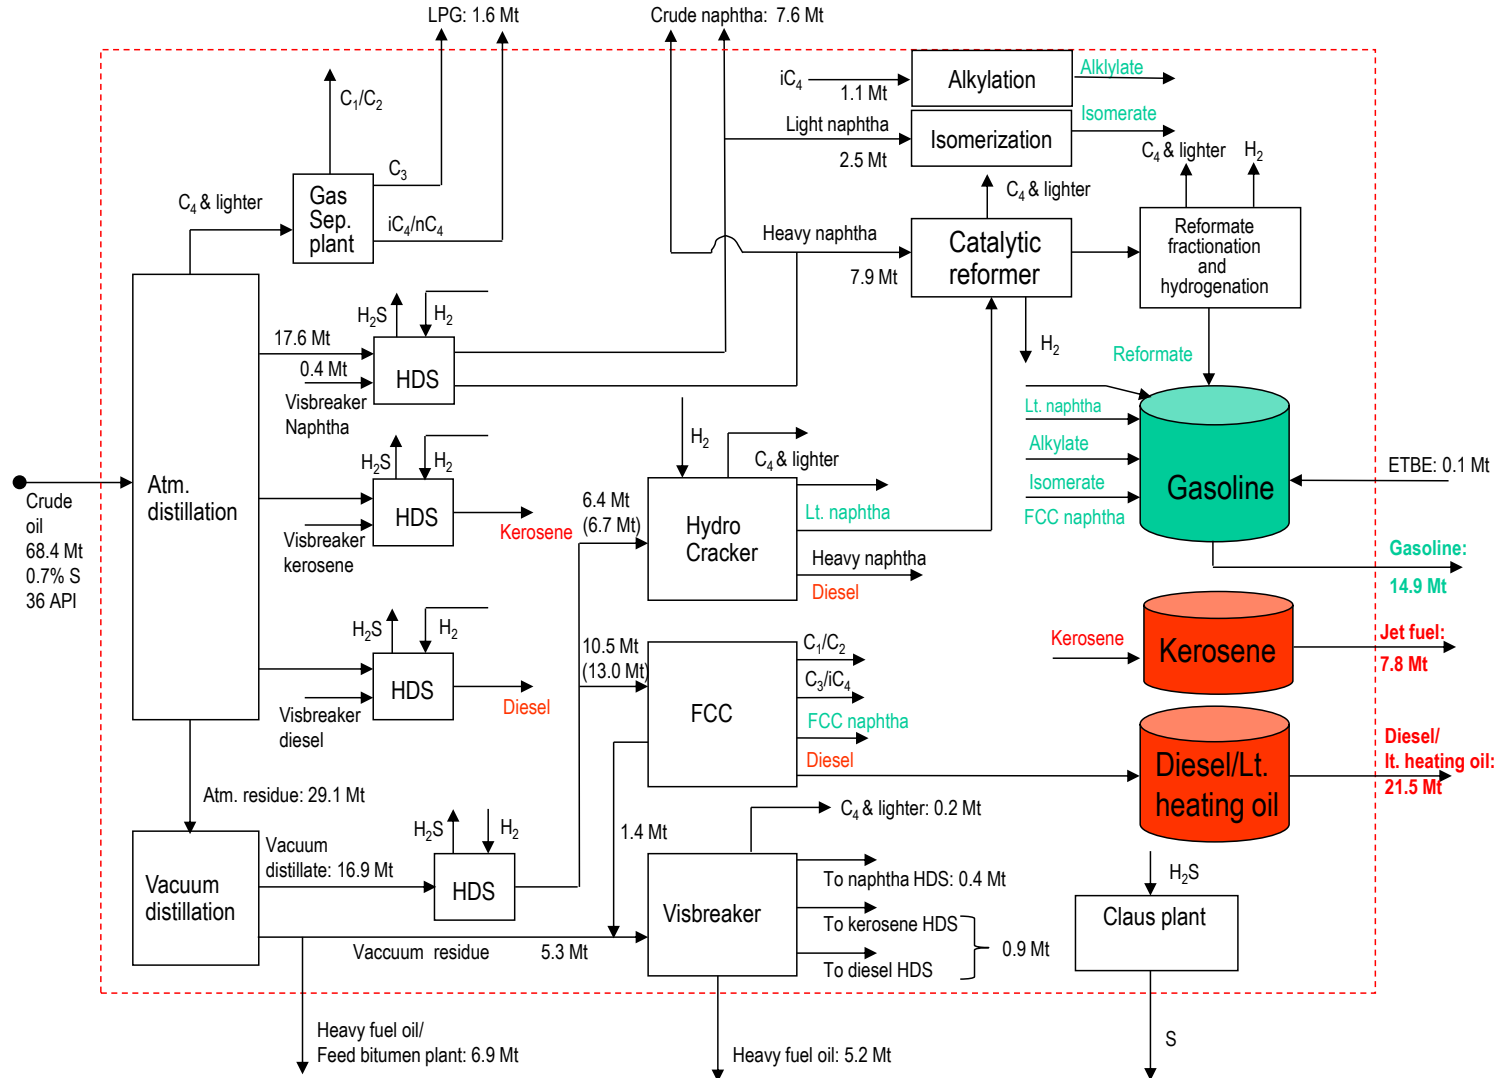 LPG: 1.6 Mt
Crude naphtha: 7.6 Mt
C1/C2
iC4
1.1 Mt
Alkylation
Alklylate
Light naphtha
2.5 Mt
Isomerization
Isomerate
C4 & lighter
H2
C3
C4 & lighter
Gas
Sep.
plant
iC4/nC4
C4 & lighter
Heavy naphtha
7.9 Mt
Catalytic
reformer
Reformate
fractionation
and
hydrogenation
H2S
H2
17.6 Mt
0.4 Mt
HDS
Visbreaker
Naphtha
H2
Reformate
Lt. naphtha
Alkylate
Isomerate
FCC naphtha
Gasoline
ETBE: 0.1 Mt
Gasoline:
14.9 Mt
H2S
H2
HDS
Visbreaker
kerosene
Kerosene
H2
C4 & lighter
6.4 Mt
(6.7 Mt)
Hydro
Cracker
Lt. naphtha
Heavy naphtha
Diesel
Crude
oil
68.4 Mt
0.7% S
36 API
Atm.
distillation
H2S
H2
HDS
Visbreaker
diesel
Diesel
10.5 Mt
(13.0 Mt)
FCC
C1/C2
C3/iC4
FCC naphtha
Diesel
Kerosene
Kerosene
Jet fuel:
7.8 Mt
Diesel/Lt.
heating oil
Diesel/
lt. heating oil:
21.5 Mt
Atm. residue: 29.1 Mt
Vacuum
distillation
Vacuum
distillate: 16.9 Mt
H2S
H2
HDS
1.4 Mt
C4 & lighter: 0.2 Mt
Visbreaker
To naphtha HDS: 0.4 Mt
To kerosene HDS
To diesel HDS
0.9 Mt
H2S
Claus plant
Vaccuum residue
5.3 Mt
Heavy fuel oil/
Feed bitumen plant: 6.9 Mt
Heavy fuel oil: 5.2 Mt
S